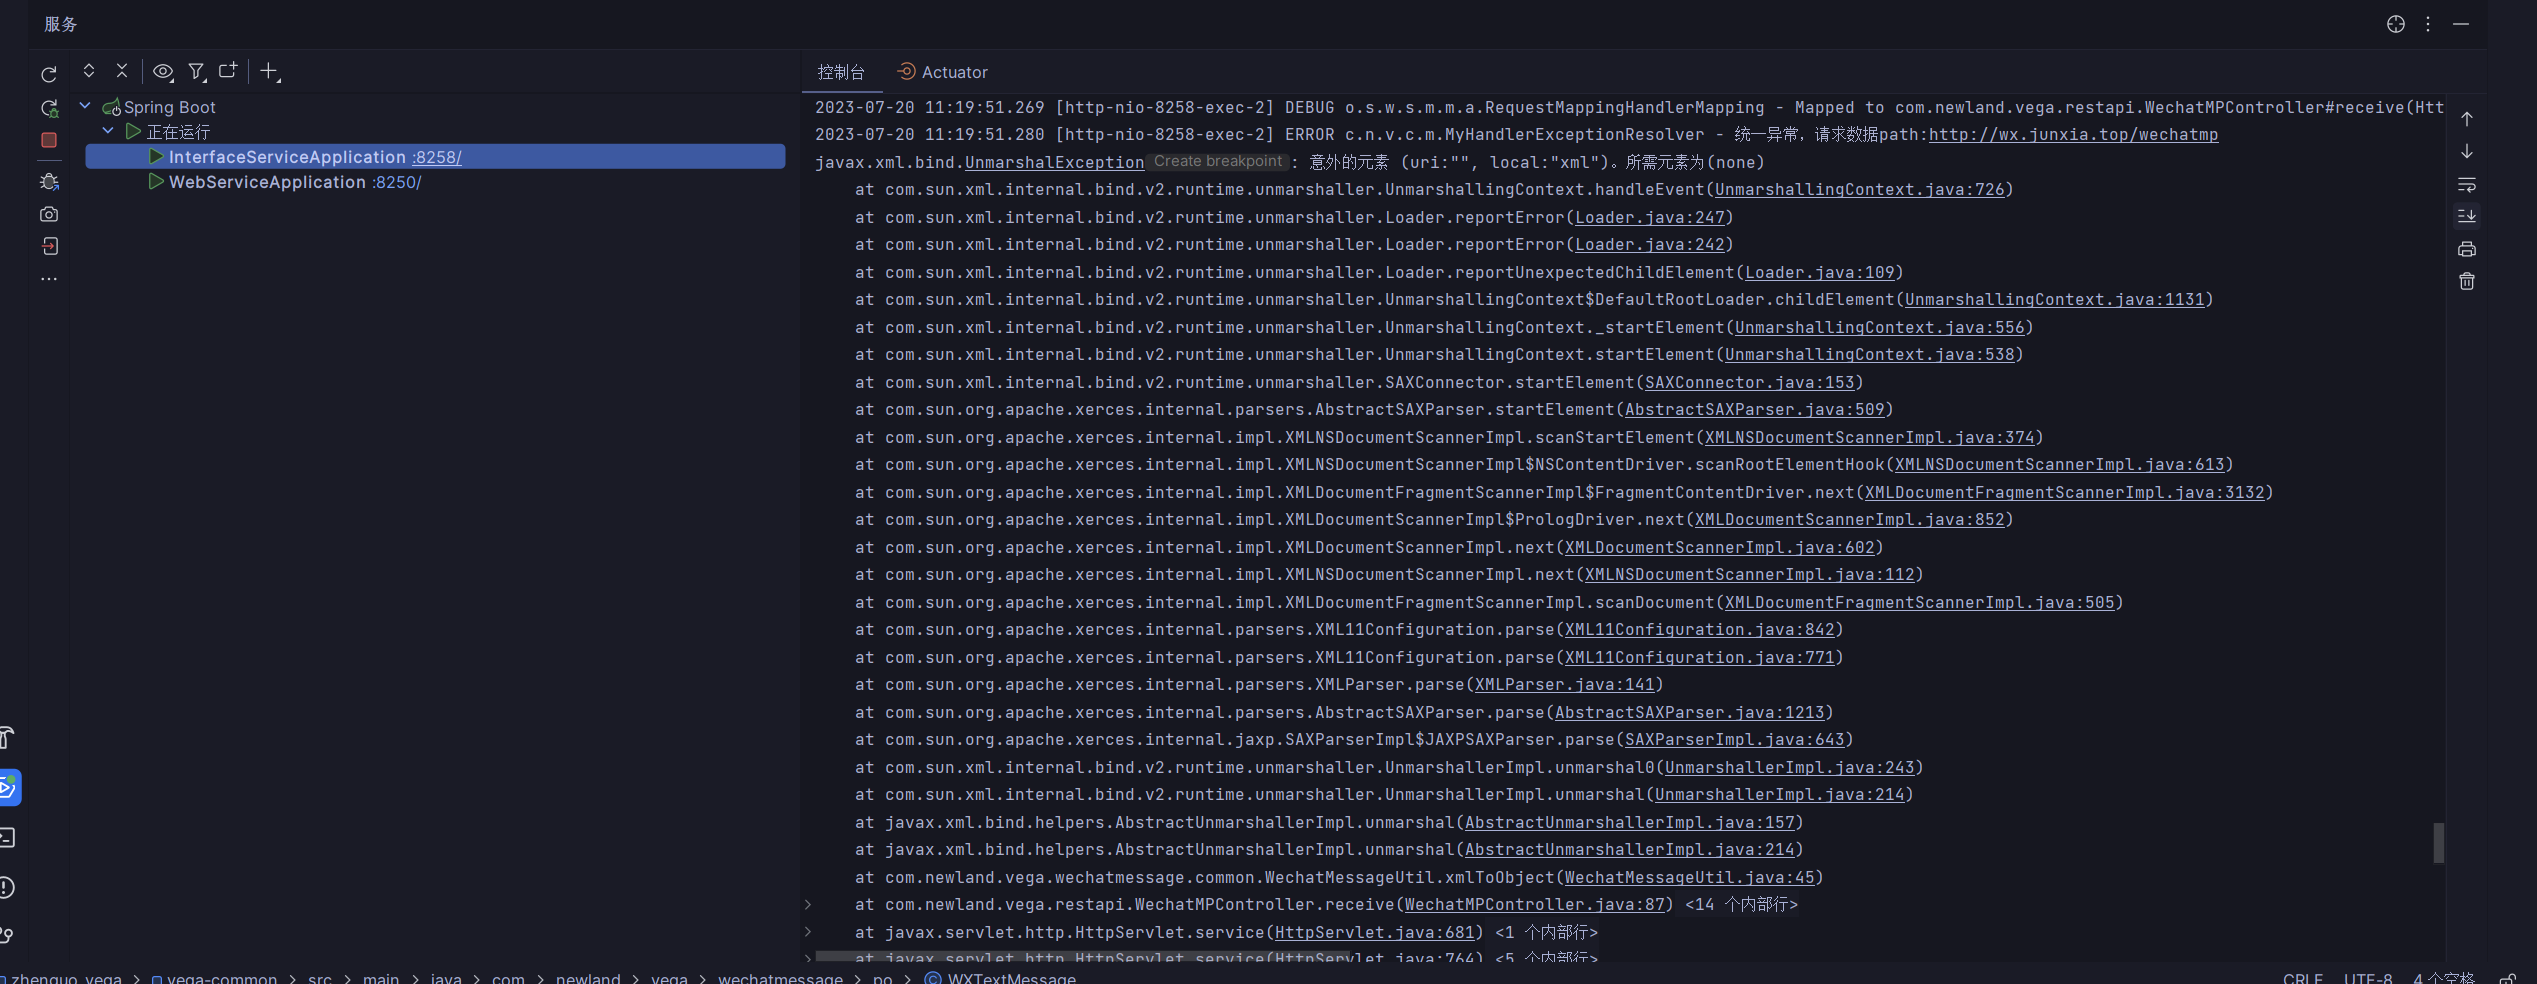 服务
控制台
Actuator
Spring Boot
正在运行
InterfaceServiceApplication :8258/
WebServiceApplication :8250/
2023-07-20 11:19:51.269 [http-nio-8258-exec-2] DEBUG o.s.w.s.m.m.a.RequestMappingHandlerMapping - Mapped to com.newland.vega.restapi.WechatMPController#receive(Htt
2023-07-20 11:19:51.280 [http-nio-8258-exec-2] ERROR c.n.v.c.m.MyHandlerExceptionResolver - 统一异常，请求数据path:http://wx.junxia.top/wechatmp
javax.xml.bind.UnmarshalException Create breakpoint : 意外的元素 (uri:"", local:"xml")。所需元素为(none)
at com.sun.xml.internal.bind.v2.runtime.unmarshaller.UnmarshallingContext.handleEvent(UnmarshallingContext.java:726)
at com.sun.xml.internal.bind.v2.runtime.unmarshaller.Loader.reportError(Loader.java:247)
at com.sun.xml.internal.bind.v2.runtime.unmarshaller.Loader.reportError(Loader.java:242)
at com.sun.xml.internal.bind.v2.runtime.unmarshaller.Loader.reportUnexpectedChildElement(Loader.java:109)
at com.sun.xml.internal.bind.v2.runtime.unmarshaller.UnmarshallingContext$DefaultRootLoader.childElement(UnmarshallingContext.java:1131)
at com.sun.xml.internal.bind.v2.runtime.unmarshaller.UnmarshallingContext._startElement(UnmarshallingContext.java:556)
at com.sun.xml.internal.bind.v2.runtime.unmarshaller.UnmarshallingContext.startElement(UnmarshallingContext.java:538)
at com.sun.xml.internal.bind.v2.runtime.unmarshaller.SAXConnector.startElement(SAXConnector.java:153)
at com.sun.org.apache.xerces.internal.parsers.AbstractSAXParser.startElement(AbstractSAXParser.java:509)
at com.sun.org.apache.xerces.internal.impl.XMLNSDocumentScannerImpl.scanStartElement(XMLNSDocumentScannerImpl.java:374)
at com.sun.org.apache.xerces.internal.impl.XMLNSDocumentScannerImpl$NSContentDriver.scanRootElementHook(XMLNSDocumentScannerImpl.java:613)
at com.sun.org.apache.xerces.internal.impl.XMLDocumentFragmentScannerImpl$FragmentContentDriver.next(XMLDocumentFragmentScannerImpl.java:3132)
at com.sun.org.apache.xerces.internal.impl.XMLDocumentScannerImpl$PrologDriver.next(XMLDocumentScannerImpl.java:852)
at com.sun.org.apache.xerces.internal.impl.XMLDocumentScannerImpl.next(XMLDocumentScannerImpl.java:602)
at com.sun.org.apache.xerces.internal.impl.XMLNSDocumentScannerImpl.next(XMLNSDocumentScannerImpl.java:112)
at com.sun.org.apache.xerces.internal.impl.XMLDocumentFragmentScannerImpl.scanDocument(XMLDocumentFragmentScannerImpl.java:505)
at com.sun.org.apache.xerces.internal.parsers.XML11Configuration.parse(XML11Configuration.java:842)
at com.sun.org.apache.xerces.internal.parsers.XML11Configuration.parse(XML11Configuration.java:771)
at com.sun.org.apache.xerces.internal.parsers.XMLParser.parse(XMLParser.java:141)
at com.sun.org.apache.xerces.internal.parsers.AbstractSAXParser.parse(AbstractSAXParser.java:1213)
at com.sun.org.apache.xerces.internal.jaxp.SAXParserImpl$JAXPSAXParser.parse(SAXParserImpl.java:643)
at com.sun.xml.internal.bind.v2.runtime.unmarshaller.UnmarshallerImpl.unmarshal0(UnmarshallerImpl.java:243)
at com.sun.xml.internal.bind.v2.runtime.unmarshaller.UnmarshallerImpl.unmarshal(UnmarshallerImpl.java:214)
at javax.xml.bind.helpers.AbstractUnmarshallerImpl.unmarshal(AbstractUnmarshallerImpl.java:157)
at javax.xml.bind.helpers.AbstractUnmarshallerImpl.unmarshal(AbstractUnmarshallerImpl.java:214)
at com.newland.vega.wechatmessage.common.WechatMessageUtil.xmlToObject(WechatMessageUtil.java:45)
at com.newland.vega.restapi.WechatMPController.receive(WechatMPController.java:87) <14 个内部行>
at javax.servlet.http.HttpServlet.service(HttpServlet.java:681) <1 个内部行>
at javax.servlet.http.HttpServlet.service(HttpServlet.java:764) <5 个内部行>
zhenguo_vega > vega-common > src > main > java > com > newland > vega > wechatmessage > po > WXTextMessage
CRLF UTF-8 4 个空格